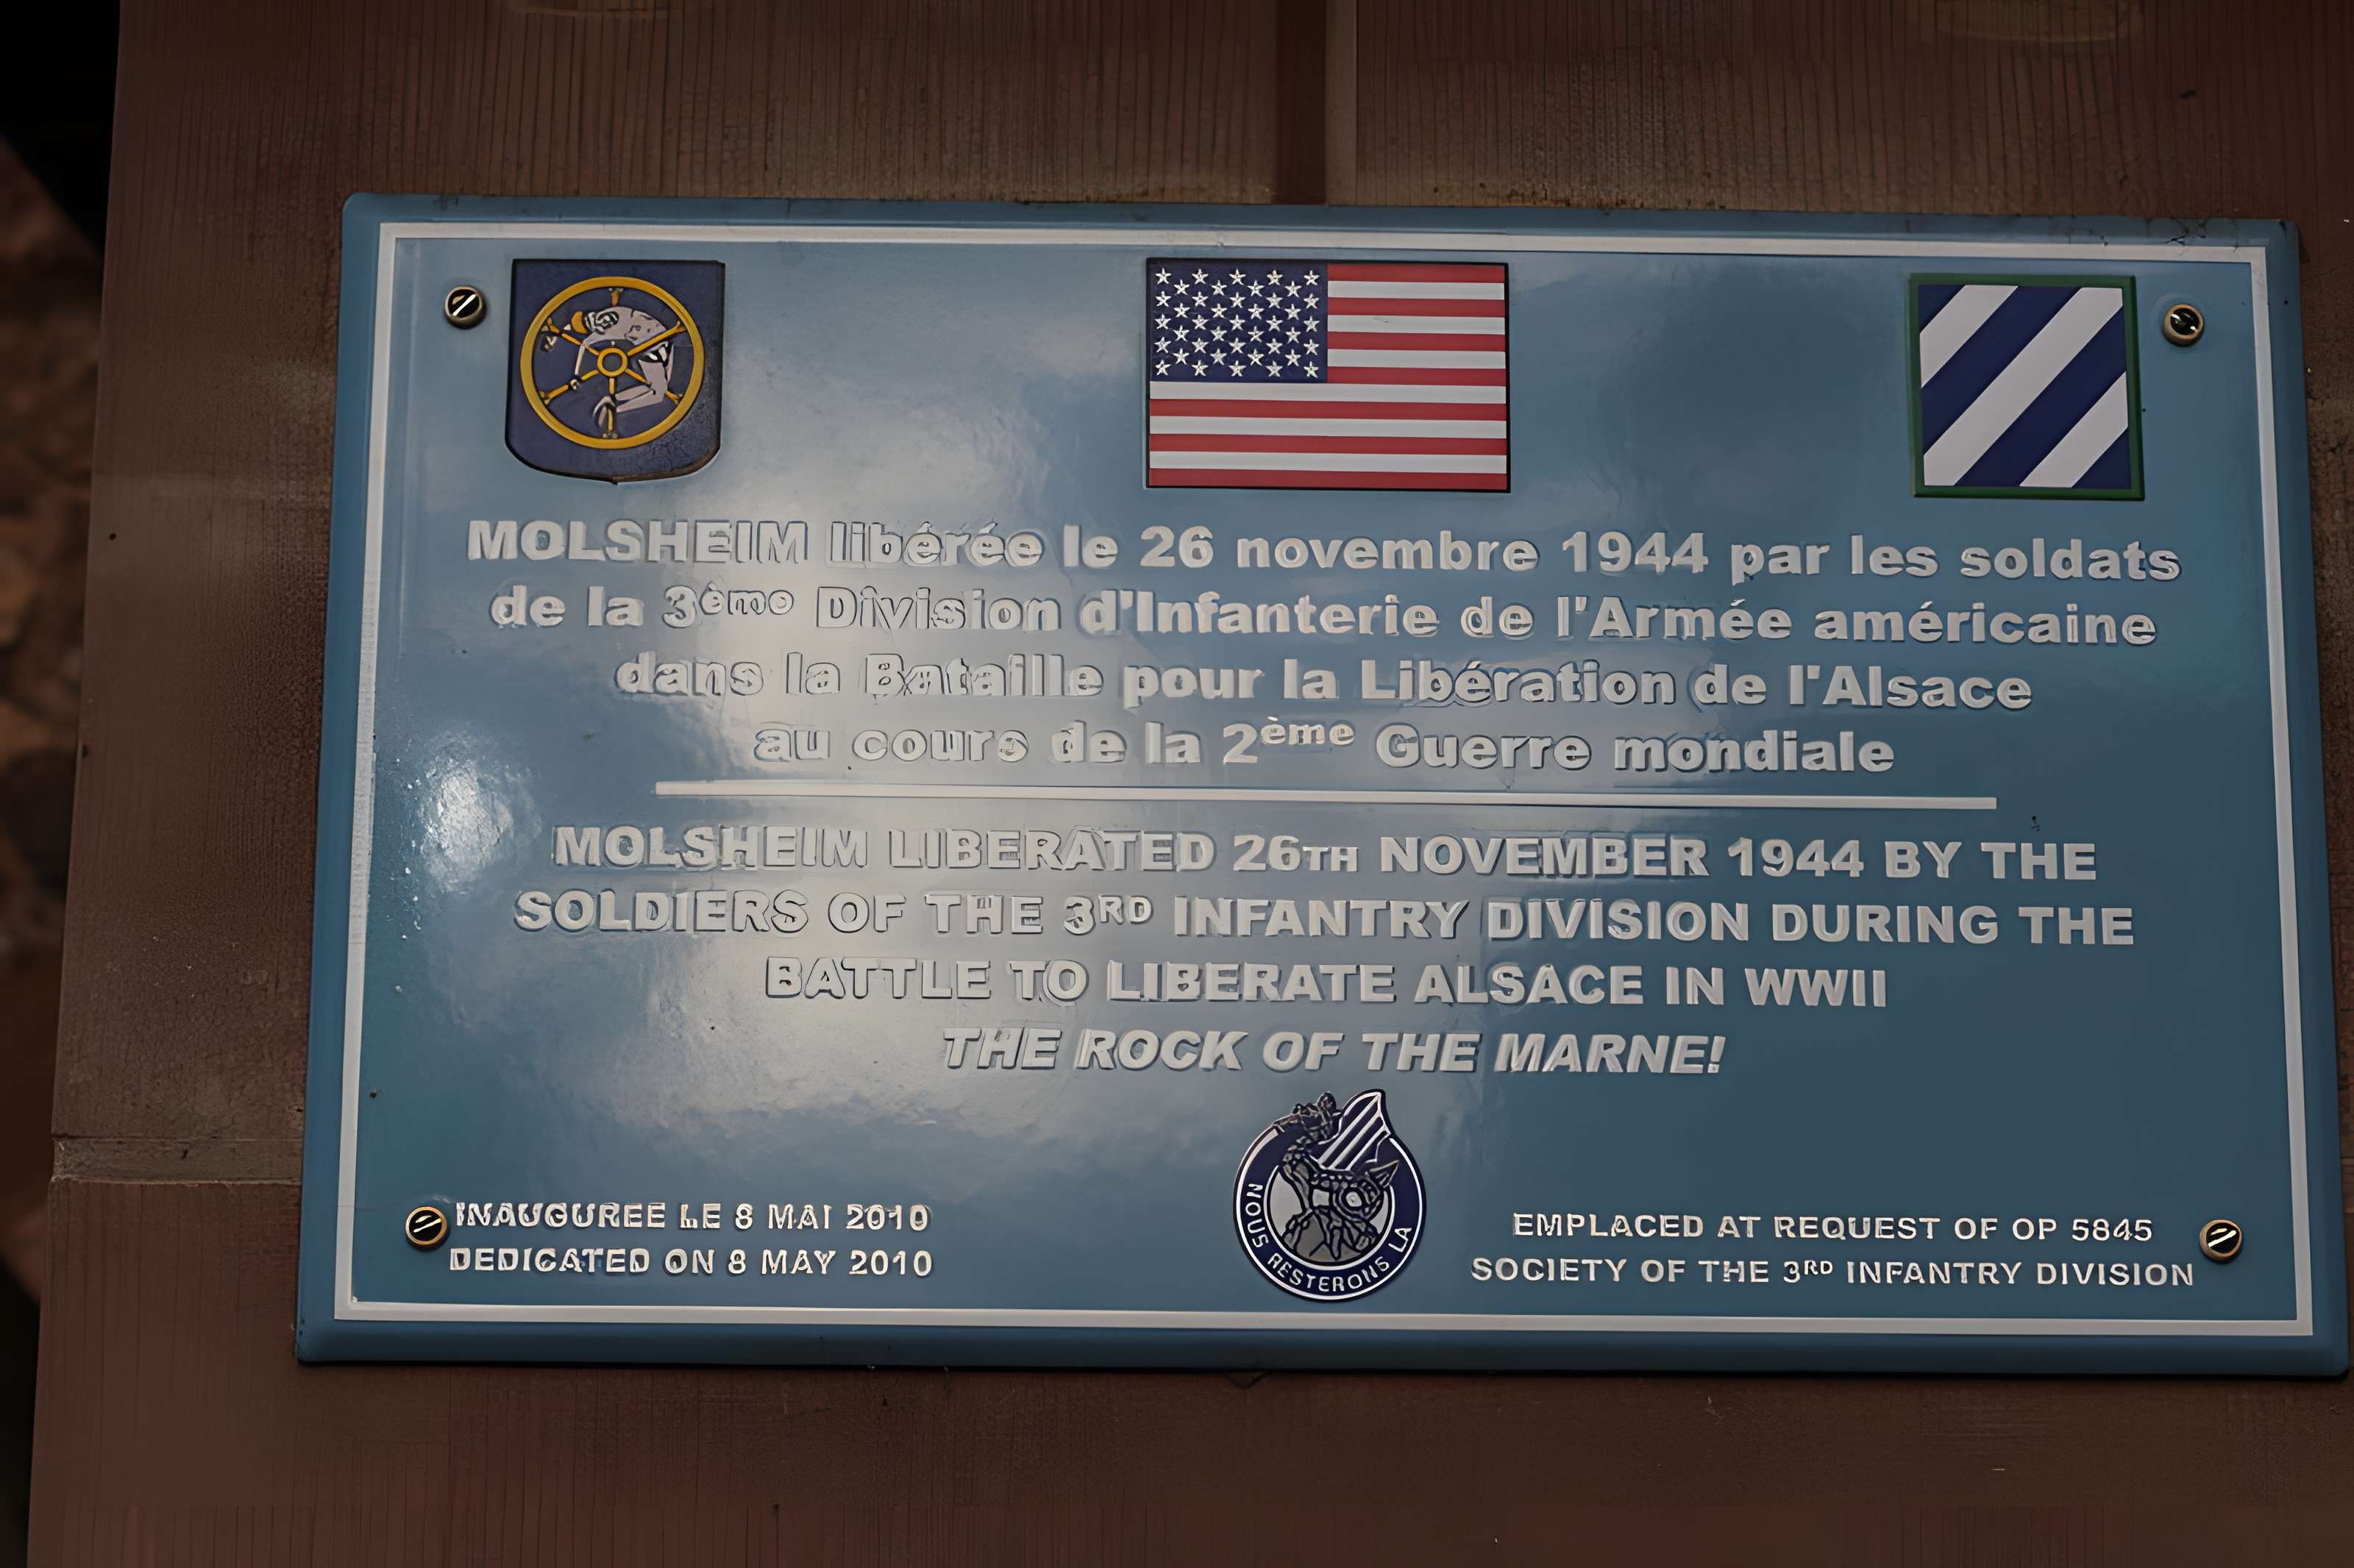 MOLSHEIM libérée le 26 novembre 1944 par les soldats
de la 3ème Division d'Infanterie de l'Armée américaine
dans la Bataille pour la Libération de l'Alsace
au cours de la 2ème Guerre mondiale
MOLSHEIM LIBERATED 26TH NOVEMBER 1944 BY THE
SOLDIERS OF THE 3RD INFANTRY DIVISION DURING THE
BATTLE TO LIBERATE ALSACE IN WWII
THE ROCK OF THE MARNE!
NOUS RESTERONS LA
INAUGUREE LE 8 MAI 2010
DEDICATED ON 8 MAY 2010
EMPLACED AT REQUEST OF OP 5845
SOCIETY OF THE 3RD INFANTRY DIVISION